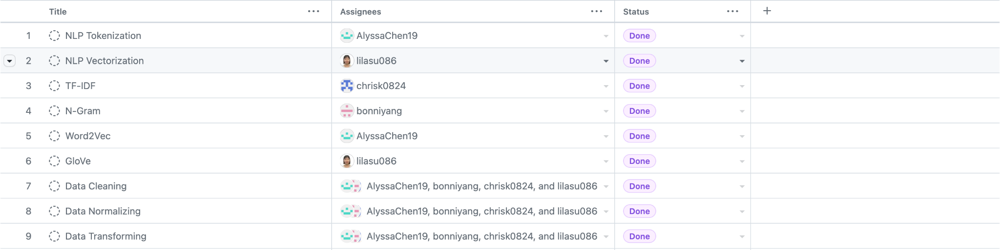 Title ... Assignees ... Status ... +
1 NLP Tokenization AlyssaChen19 Done
2 NLP Vectorization lilasu086 Done
3 TF-IDF chrisk0824 Done
4 N-Gram bonniyang Done
5 Word2Vec AlyssaChen19 Done
6 GloVe lilasu086 Done
7 Data Cleaning AlyssaChen19, bonniyang, chrisk0824, and lilasu086 Done
8 Data Normalizing AlyssaChen19, bonniyang, chrisk0824, and lilasu086 Done
9 Data Transforming AlyssaChen19, bonniyang, chrisk0824, and lilasu086 Done